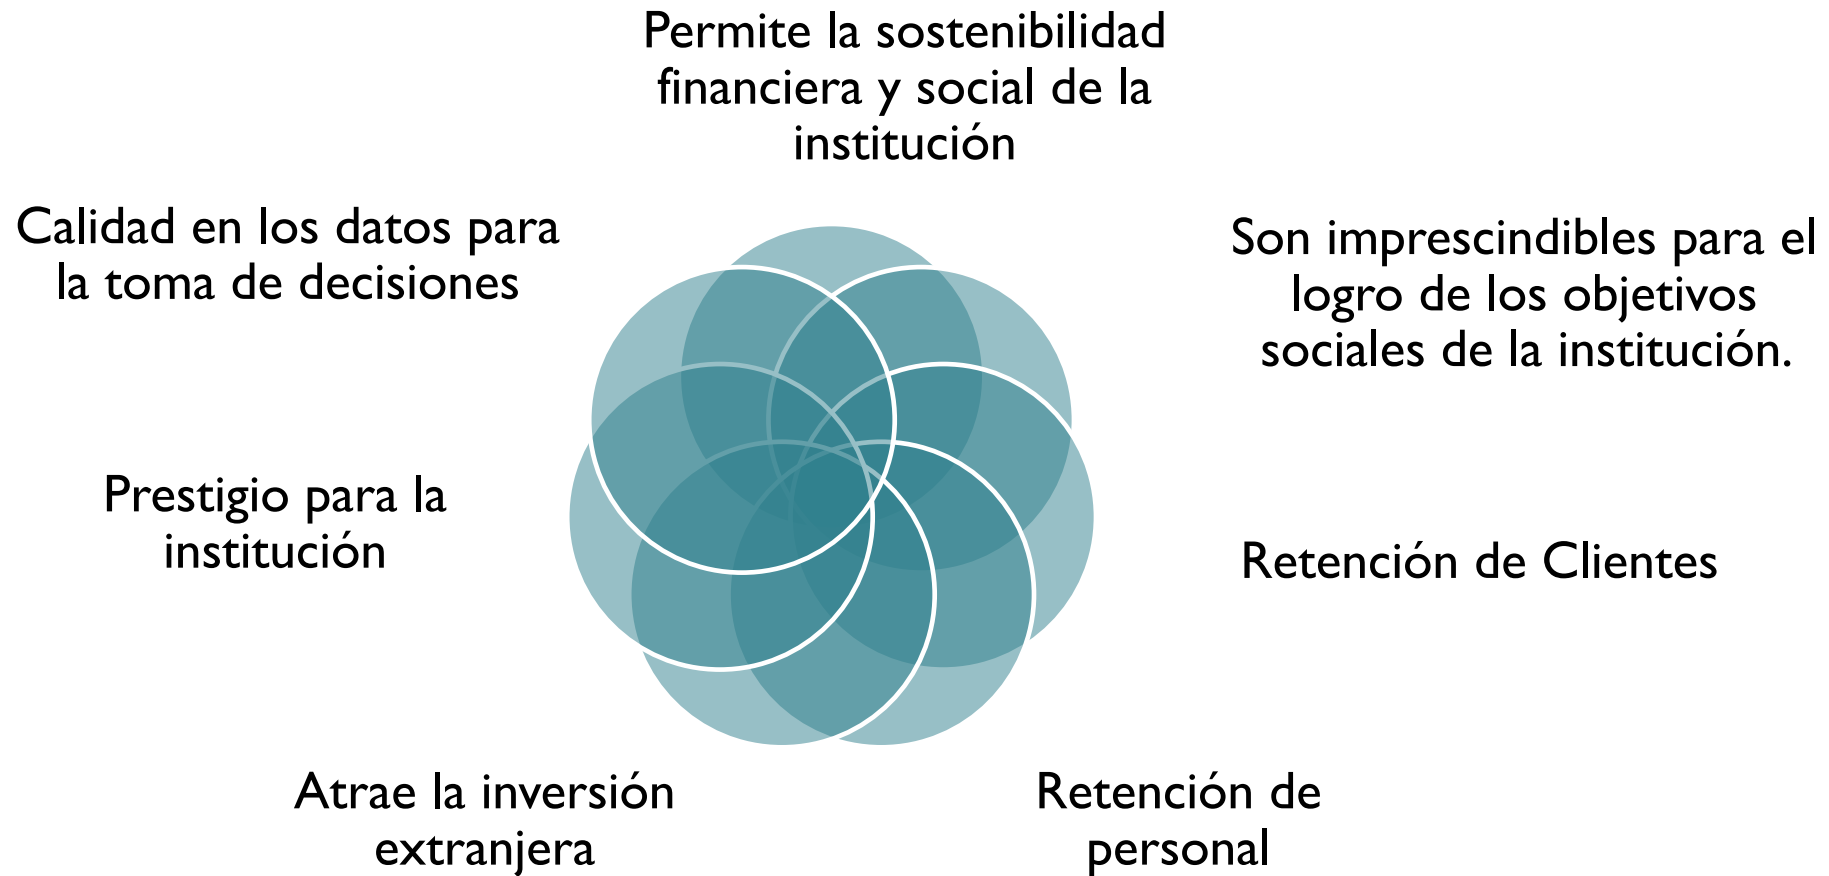 Permite la sostenibilidad
financiera y social de la
institución
Son imprescindibles para el
logro de los objetivos
sociales de la institución.
Retención de Clientes
Retención de
personal
Atrae la inversión
extranjera
Prestigio para la
institución
Calidad en los datos para
la toma de decisiones